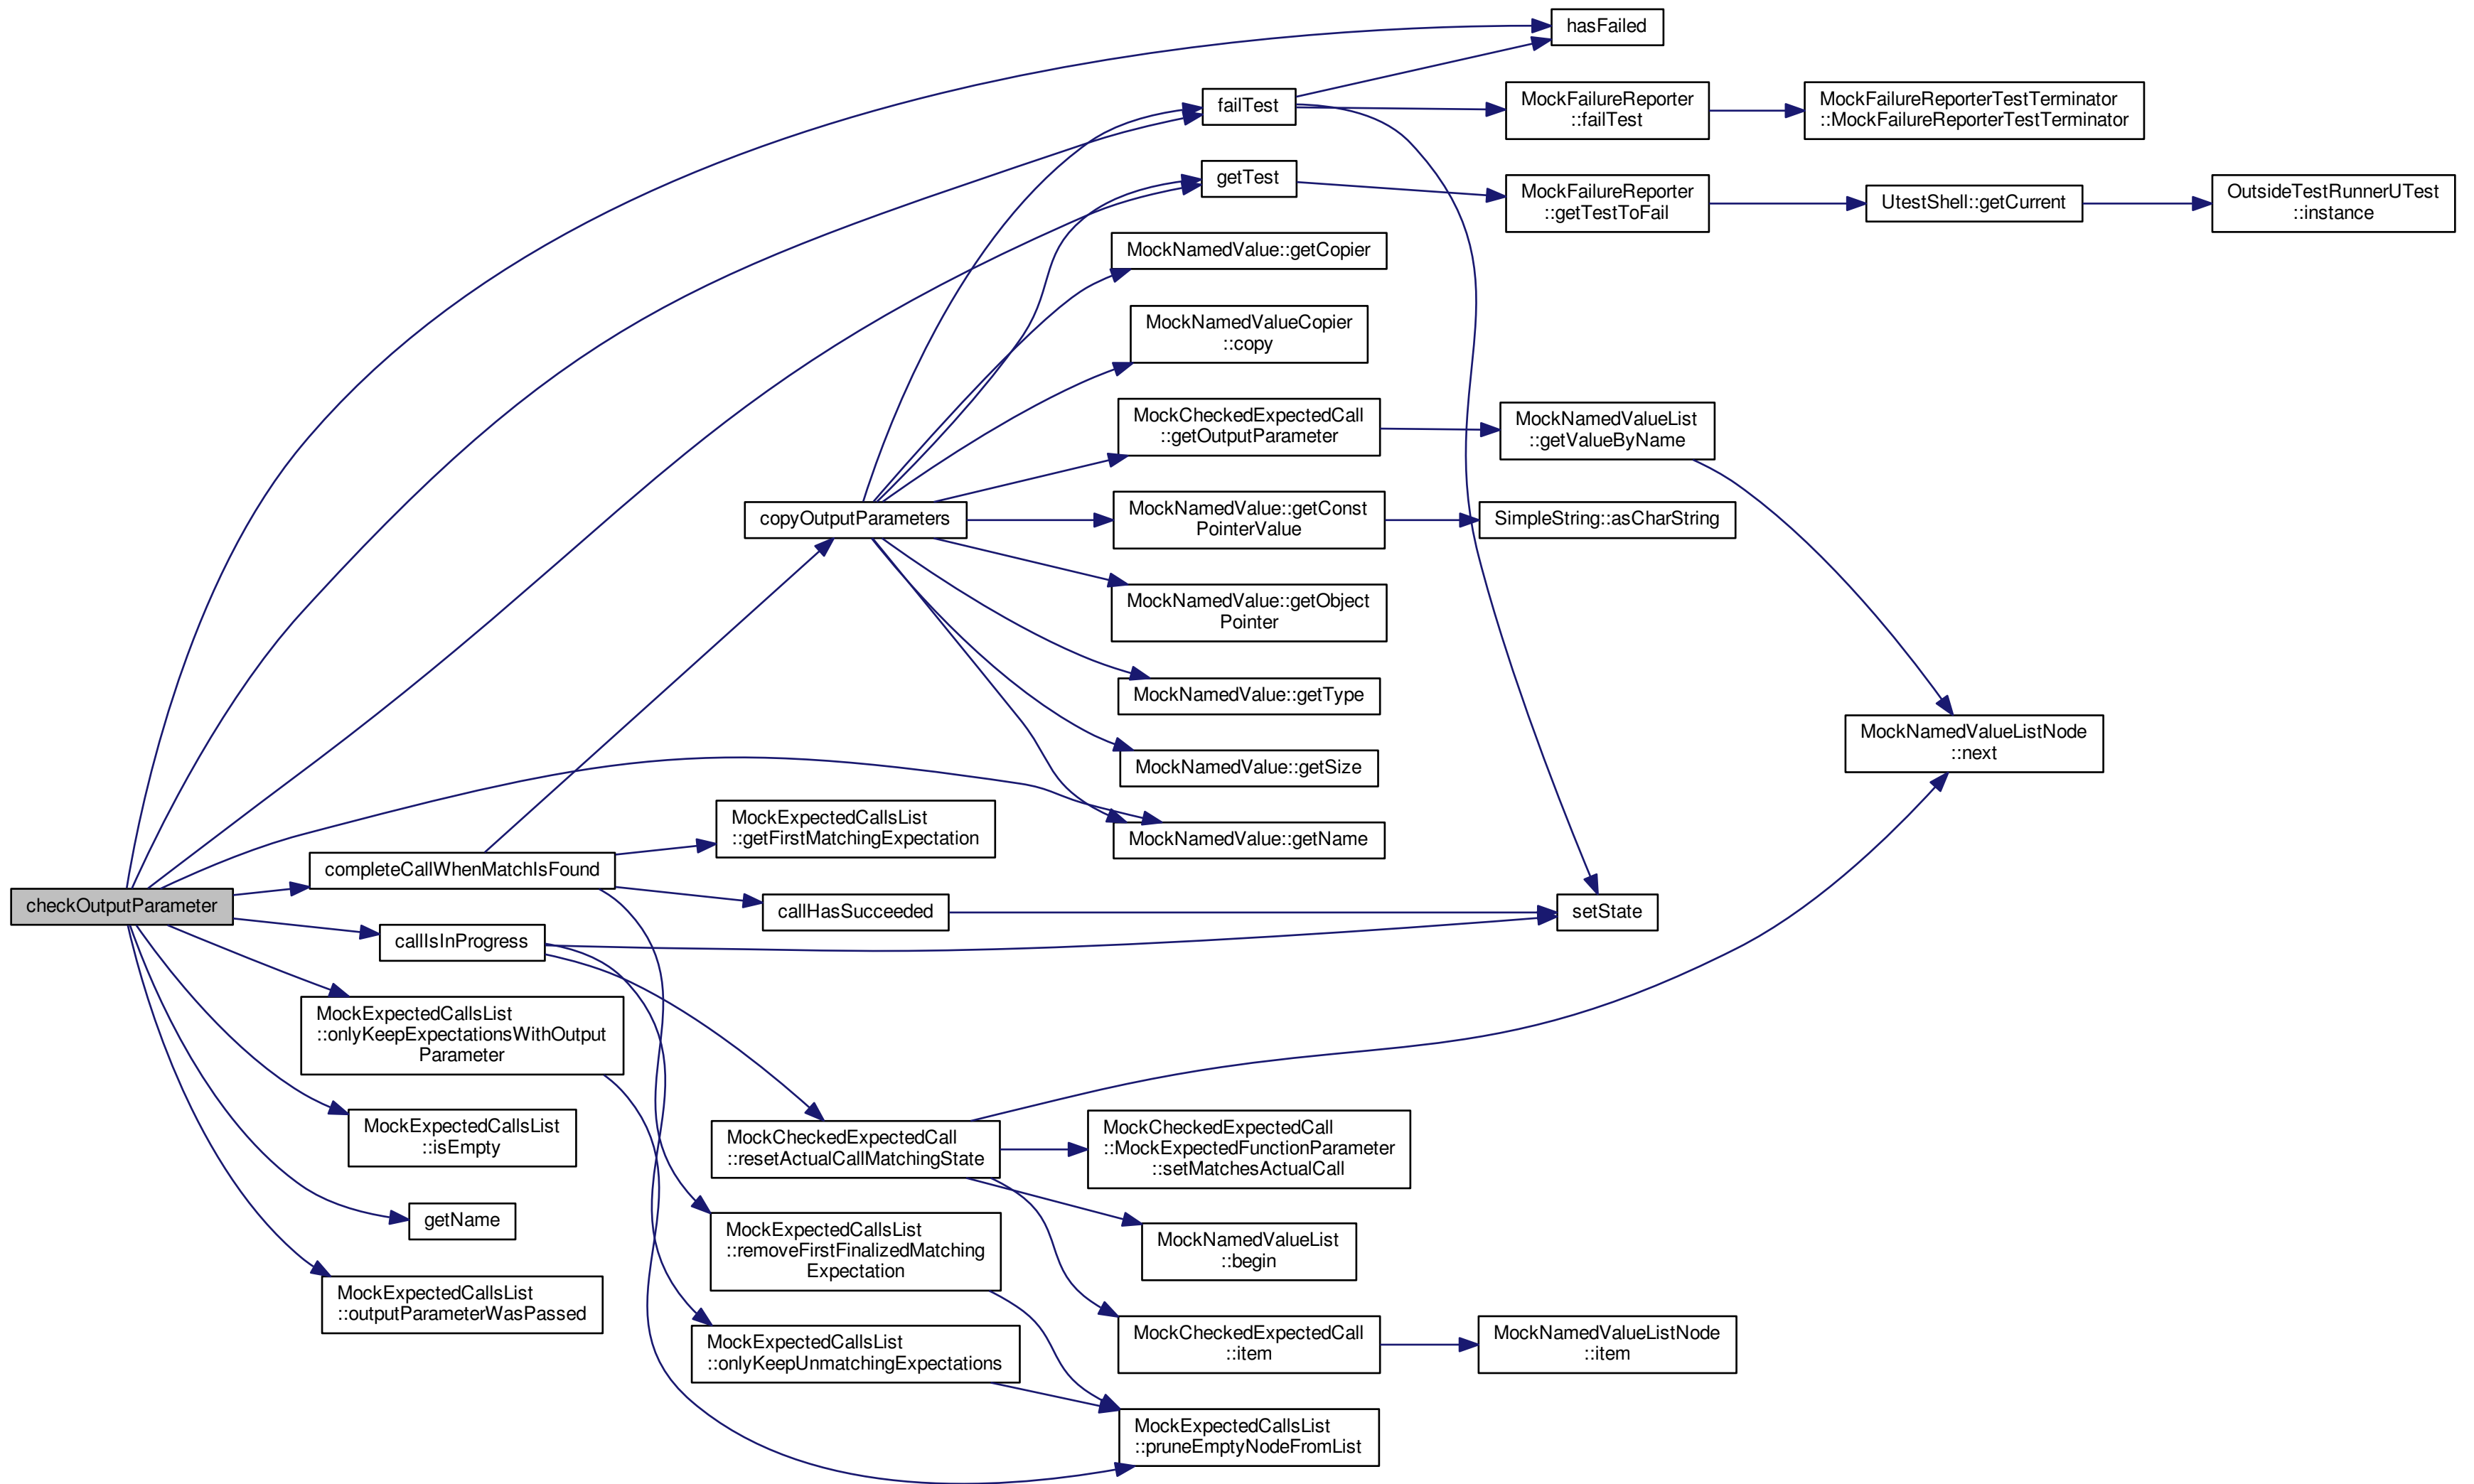 hasFailed
failTest
MockFailureReporter
::failTest
MockFailureReporterTestTerminator
::MockFailureReporterTestTerminator
getTest
MockFailureReporter
::getTestToFail
UtestShell::getCurrent
OutsideTestRunnerUTest
::instance
MockNamedValue::getCopier
MockNamedValueCopier
::copy
MockCheckedExpectedCall
::getOutputParameter
MockNamedValueList
::getValueByName
copyOutputParameters
MockNamedValue::getConst
PointerValue
SimpleString::asCharString
MockNamedValue::getObject
Pointer
MockNamedValue::getType
MockNamedValueListNode
::next
MockNamedValue::getSize
MockExpectedCallsList
::getFirstMatchingExpectation
MockNamedValue::getName
completeCallWhenMatchIsFound
checkOutputParameter
callHasSucceeded
setState
callIsInProgress
MockExpectedCallsList
::onlyKeepExpectationsWithOutput
Parameter
MockExpectedCallsList
::isEmpty
MockCheckedExpectedCall
::resetActualCallMatchingState
MockCheckedExpectedCall
::MockExpectedFunctionParameter
::setMatchesActualCall
getName
MockExpectedCallsList
::removeFirstFinalizedMatching
Expectation
MockNamedValueList
::begin
MockExpectedCallsList
::outputParameterWasPassed
MockExpectedCallsList
::onlyKeepUnmatchingExpectations
MockCheckedExpectedCall
::item
MockNamedValueListNode
::item
MockExpectedCallsList
::pruneEmptyNodeFromList